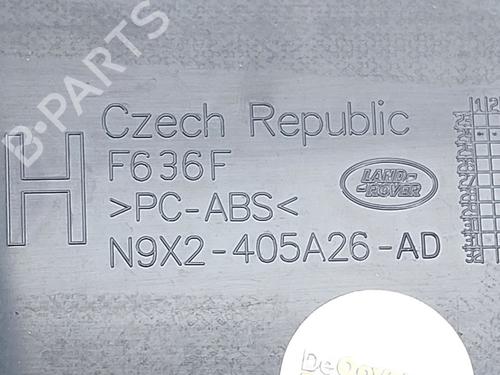 B-PARTS
H
Czech Republic
F636F
>PC-ABS<
LAND-
-ROVER
N9X2-405A26-AD